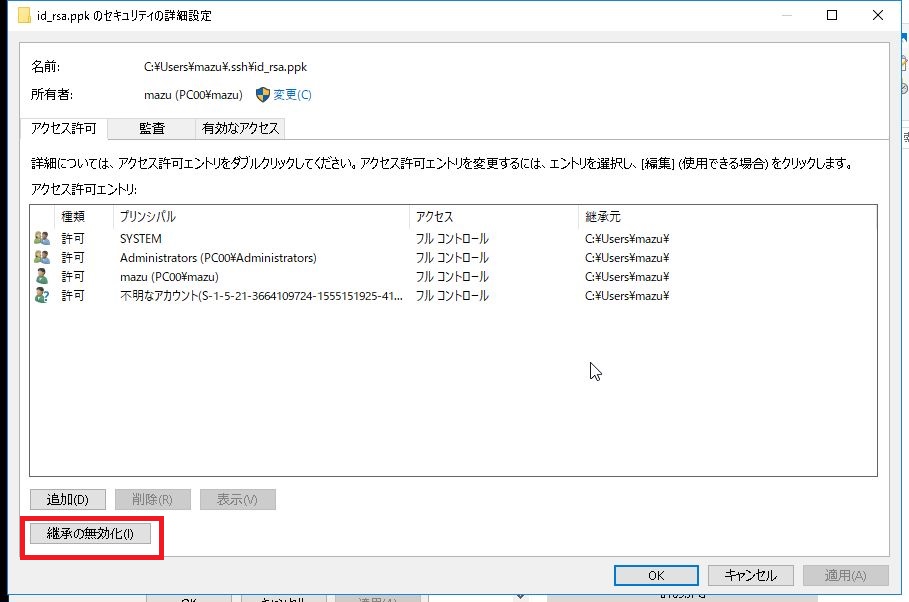 id_rsa.ppk のセキュリティの詳細設定
名前: C:¥Users¥mazu¥.ssh¥id_rsa.ppk
所有者: mazu (PC00¥mazu) 変更(C)
アクセス許可 監査 有効なアクセス
詳細については、アクセス許可エントリをダブルクリックしてください。アクセス許可エントリを変更するには、エントリを選択し、[編集] (使用できる場合) をクリックします。
アクセス許可エントリ:
種類 プリンシパル アクセス 継承元
許可 SYSTEM フル コントロール C:¥Users¥mazu¥
許可 Administrators (PC00¥Administrators) フル コントロール C:¥Users¥mazu¥
許可 mazu (PC00¥mazu) フル コントロール C:¥Users¥mazu¥
許可 不明なアカウント(S-1-5-21-3664109724-1555151925-41... フル コントロール C:¥Users¥mazu¥
追加(D) 削除(R) 表示(V)
継承の無効化(I)
OK キャンセル 適用(A)